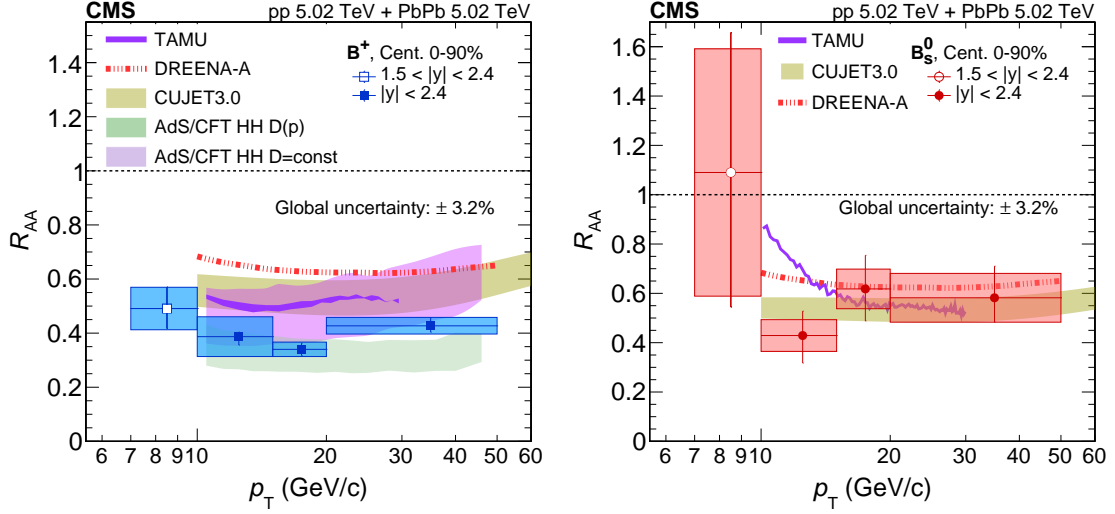 CMS
pp 5.02 TeV + PbPb 5.02 TeV
TAMU
DREENA-A
CUJET3.0
AdS/CFT HH D(p)
AdS/CFT HH D=const
B+, Cent. 0-90%
1.5 < |y| < 2.4
|y| < 2.4
Global uncertainty: ± 3.2%
RAA
1.4
1.2
1
0.8
0.6
0.4
0.2
0
6 7 8 9 10 20 30 40 50 60
pT (GeV/c)
CMS
pp 5.02 TeV + PbPb 5.02 TeV
TAMU
CUJET3.0
DREENA-A
B0s, Cent. 0-90%
1.5 < |y| < 2.4
|y| < 2.4
Global uncertainty: ± 3.2%
RAA
1.6
1.4
1.2
1
0.8
0.6
0.4
0.2
0
6 7 8 9 10 20 30 40 50 60
pT (GeV/c)